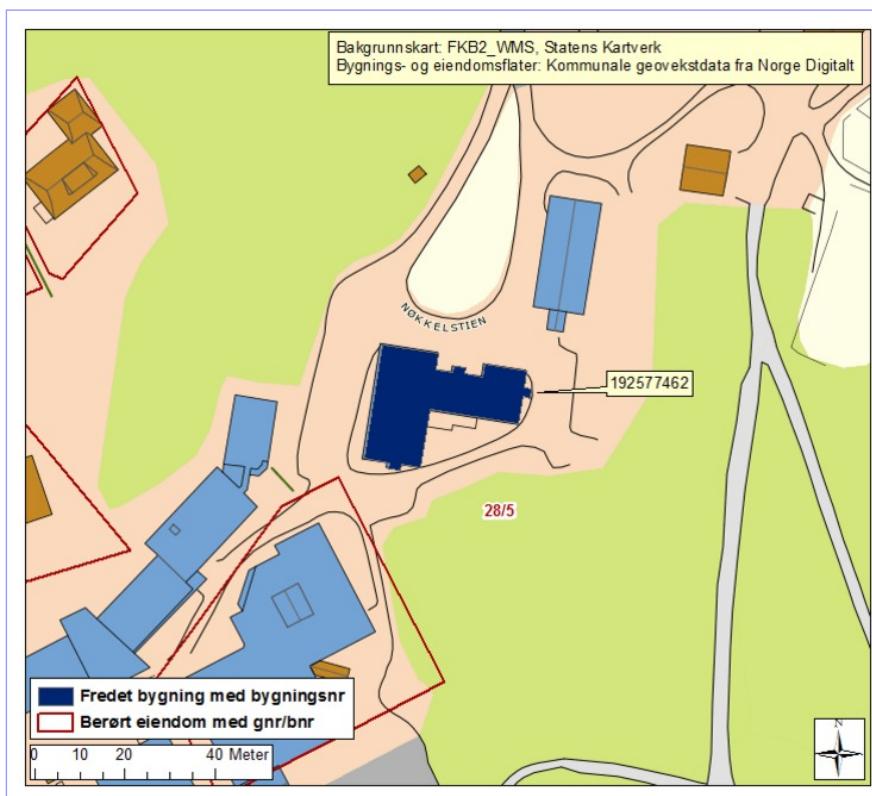 Bakgrunnskart: FKB2_WMS, Statens Kartverk
Bygnings- og eiendomsflater: Kommunale geovekstdata fra Norge Digitalt
NØKKELSTIEN
192577462
28/5
Fredet bygning med bygningsnr
Berørt eiendom med gnr/bnr
0 10 20 40 Meter
N